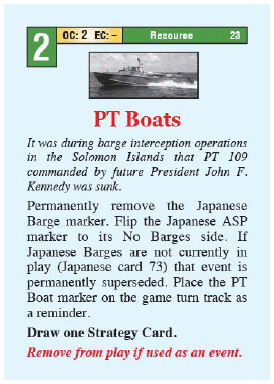 2 OC: 2 EC: – Resource 23
PT Boats
It was during barge interception operations
in the Solomon Islands that PT 109
commanded by future President John F.
Kennedy was sunk.
Permanently remove the Japanese
Barge marker. Flip the Japanese ASP
marker to its No Barges side. If
Japanese Barges are not currently in
play (Japanese card 73) that event is
permanently superseded. Place the PT
Boat marker on the game turn track as
a reminder.
Draw one Strategy Card.
Remove from play if used as an event.